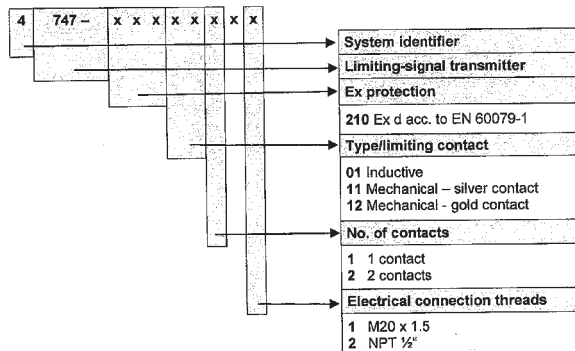 4 747 – x x x x x x x
System identifier
Limiting-signal transmitter
Ex protection
210 Ex d acc. to EN 60079-1
Type/limiting contact
01 Inductive
11 Mechanical – silver contact
12 Mechanical - gold contact
No. of contacts
1 1 contact
2 2 contacts
Electrical connection threads
1 M20 x 1.5
2 NPT ½"